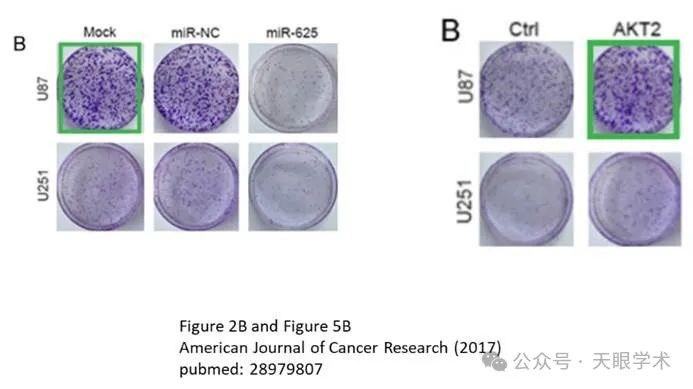 B
Mock miR-NC miR-625
U87
U251
B
Ctrl AKT2
U87
U251
Figure 2B and Figure 5B
American Journal of Cancer Research (2017)
pubmed: 28979807
公众号·天眼学术